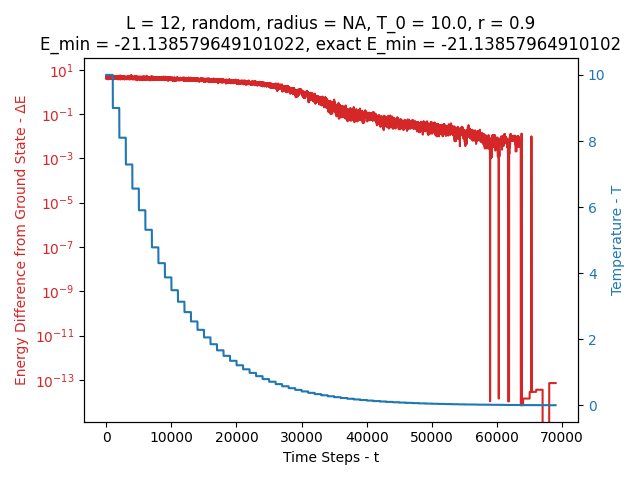 L = 12, random, radius = NA, T_0 = 10.0, r = 0.9
E_min = -21.138579649101022, exact E_min = -21.13857964910102
Energy Difference from Ground State - ΔE
10¹
10⁻¹
10⁻³
10⁻⁵
10⁻⁷
10⁻⁹
10⁻¹¹
10⁻¹³
10
8
6
4
2
0
Temperature - T
0 10000 20000 30000 40000 50000 60000 70000
Time Steps - t